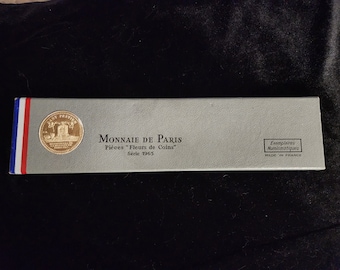 MONNAIE DE PARIS
Pièces "Fleurs de Coins"
Série 1965
Exemplaires
Numismatiques
MADE IN FRANCE